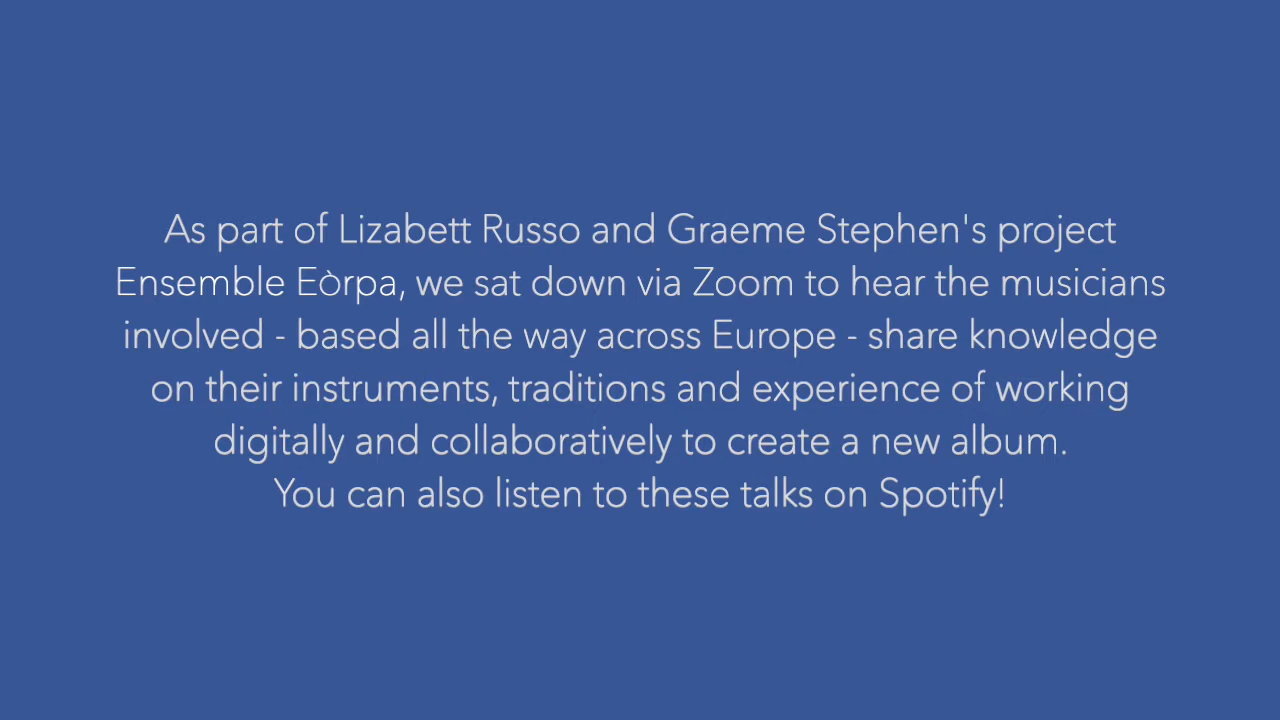 As part of Lizabett Russo and Graeme Stephen's project
Ensemble Eòrpa, we sat down via Zoom to hear the musicians
involved - based all the way across Europe - share knowledge
on their instruments, traditions and experience of working
digitally and collaboratively to create a new album.
You can also listen to these talks on Spotify!